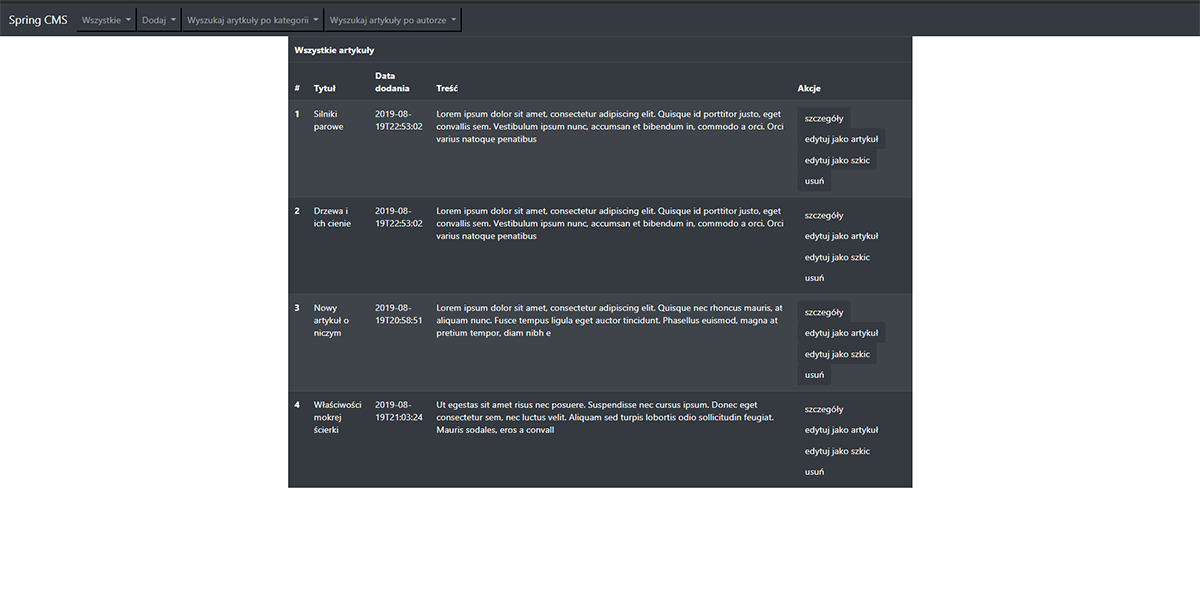 Spring CMS Wszystkie Dodaj Wyszukaj arytkuły po kategorii Wyszukaj artykuły po autorze
Wszystkie artykuły
Data
# Tytuł dodania Treść Akcje
1 Silniki 2019-08- Lorem ipsum dolor sit amet, consectetur adipiscing elit. Quisque id porttitor justo, eget szczegóły
parowe 19T22:53:02 convallis sem. Vestibulum ipsum nunc, accumsan et bibendum in, commodo a orci. Orci
varius natoque penatibus edytuj jako artykuł
edytuj jako szkic
usuń
2 Drzewa i 2019-08- Lorem ipsum dolor sit amet, consectetur adipiscing elit. Quisque id porttitor justo, eget szczegóły
ich cienie 19T22:53:02 convallis sem. Vestibulum ipsum nunc, accumsan et bibendum in, commodo a orci. Orci
varius natoque penatibus edytuj jako artykuł
edytuj jako szkic
usuń
3 Nowy 2019-08- Lorem ipsum dolor sit amet, consectetur adipiscing elit. Quisque nec rhoncus mauris, at szczegóły
artykuł o 19T20:58:51 aliquam nunc. Fusce tempus ligula eget auctor tincidunt. Phasellus euismod, magna at
niczym pretium tempor, diam nibh e edytuj jako artykuł
edytuj jako szkic
usuń
4 Właściwości 2019-08- Ut egestas sit amet risus nec posuere. Suspendisse nec cursus ipsum. Donec eget szczegóły
mokrej 19T21:03:24 consectetur sem, nec luctus velit. Aliquam sed turpis lobortis odio sollicitudin feugiat.
ścierki Mauris sodales, eros a convall edytuj jako artykuł
edytuj jako szkic
usuń